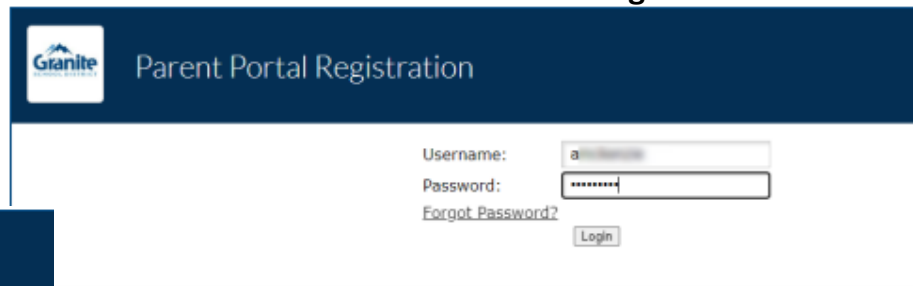 Granite
Parent Portal Registration
Username: a
Password: •••••••••
Forgot Password?
Login